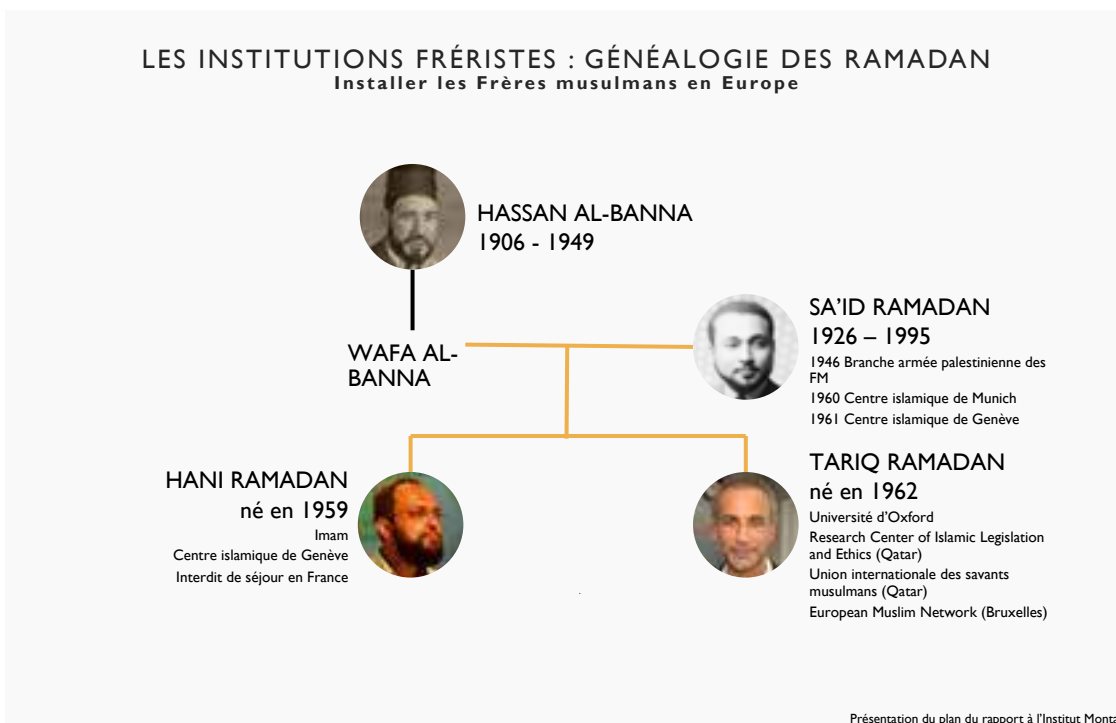 LES INSTITUTIONS FRÉRISTES : GÉNÉALOGIE DES RAMADAN
Installer les Frères musulmans en Europe
HASSAN AL-BANNA
1906 - 1949
WAFA AL-
BANNA
SA'ID RAMADAN
1926 – 1995
1946 Branche armée palestinienne des
FM
1960 Centre islamique de Munich
1961 Centre islamique de Genève
HANI RAMADAN
né en 1959
Imam
Centre islamique de Genève
Interdit de séjour en France
TARIQ RAMADAN
né en 1962
Université d'Oxford
Research Center of Islamic Legislation
and Ethics (Qatar)
Union internationale des savants
musulmans (Qatar)
European Muslim Network (Bruxelles)
Présentation du plan du rapport à l'Institut